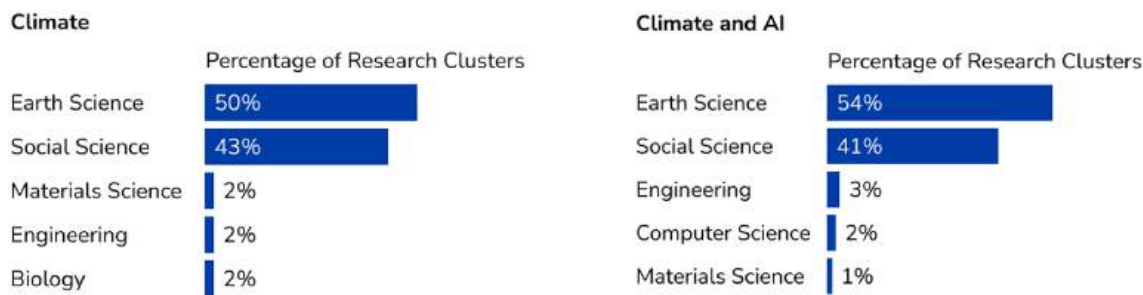 Climate
Percentage of Research Clusters
Earth Science 50%
Social Science 43%
Materials Science 2%
Engineering 2%
Biology 2%
Climate and AI
Percentage of Research Clusters
Earth Science 54%
Social Science 41%
Engineering 3%
Computer Science 2%
Materials Science 1%